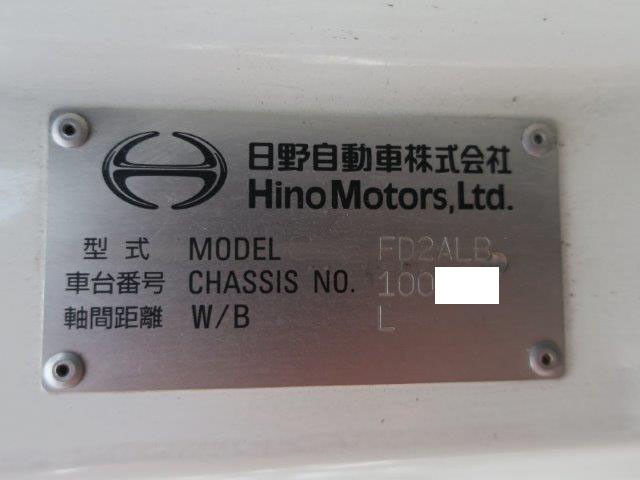 日野自動車株式会社
Hino Motors, Ltd.
型式 MODEL FD2ALB
車台番号 CHASSIS NO. 100
軸間距離 W/B L